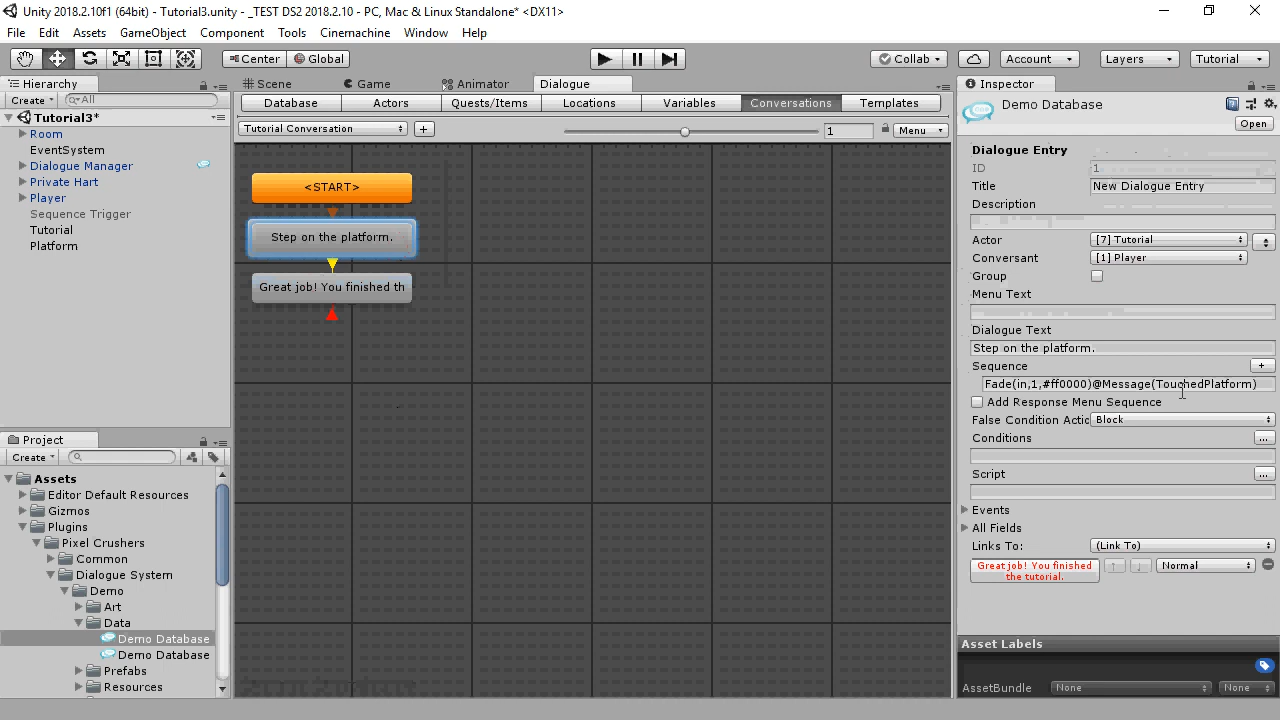 Unity 2018.2.10f1 (64bit) - Tutorial3.unity - _TEST DS2 2018.2.10 - PC, Mac & Linux Standalone* <DX11>
File Edit Assets GameObject Component Tools Cinemachine Window Help
Center Global Collab Account Layers Tutorial
Hierarchy
Create All
Tutorial3*
Room
EventSystem
Dialogue Manager
Private Hart
Player
Sequence Trigger
Tutorial
Platform
Project
Create
Assets
Editor Default Resources
Gizmos
Plugins
Pixel Crushers
Common
Dialogue System
Demo
Art
Data
Demo Database
Demo Database
Prefabs
Resources
Scene Game Animator Dialogue
Database Actors Quests/Items Locations Variables Conversations Templates
Tutorial Conversation + 1 Menu
<START>
Step on the platform.
Great job! You finished th
Inspector
Demo Database
Open
Dialogue Entry
ID 1
Title New Dialogue Entry
Description
Actor [7] Tutorial
Conversant [1] Player
Group
Menu Text
Dialogue Text
Step on the platform.
Sequence +
Fade(in,1,#ff0000)@Message(TouchedPlatform)
Add Response Menu Sequence
False Condition Actic Block
Conditions ...
Script ...
Events
All Fields
Links To: (Link To)
Great job! You finished
the tutorial.
Normal
Asset Labels
AssetBundle None None